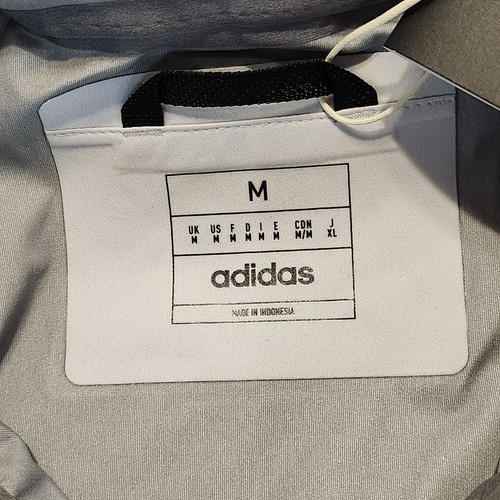 M
UK US F D I E CDN J
M M M M M M M/M XL
adidas
MADE IN INDONESIA